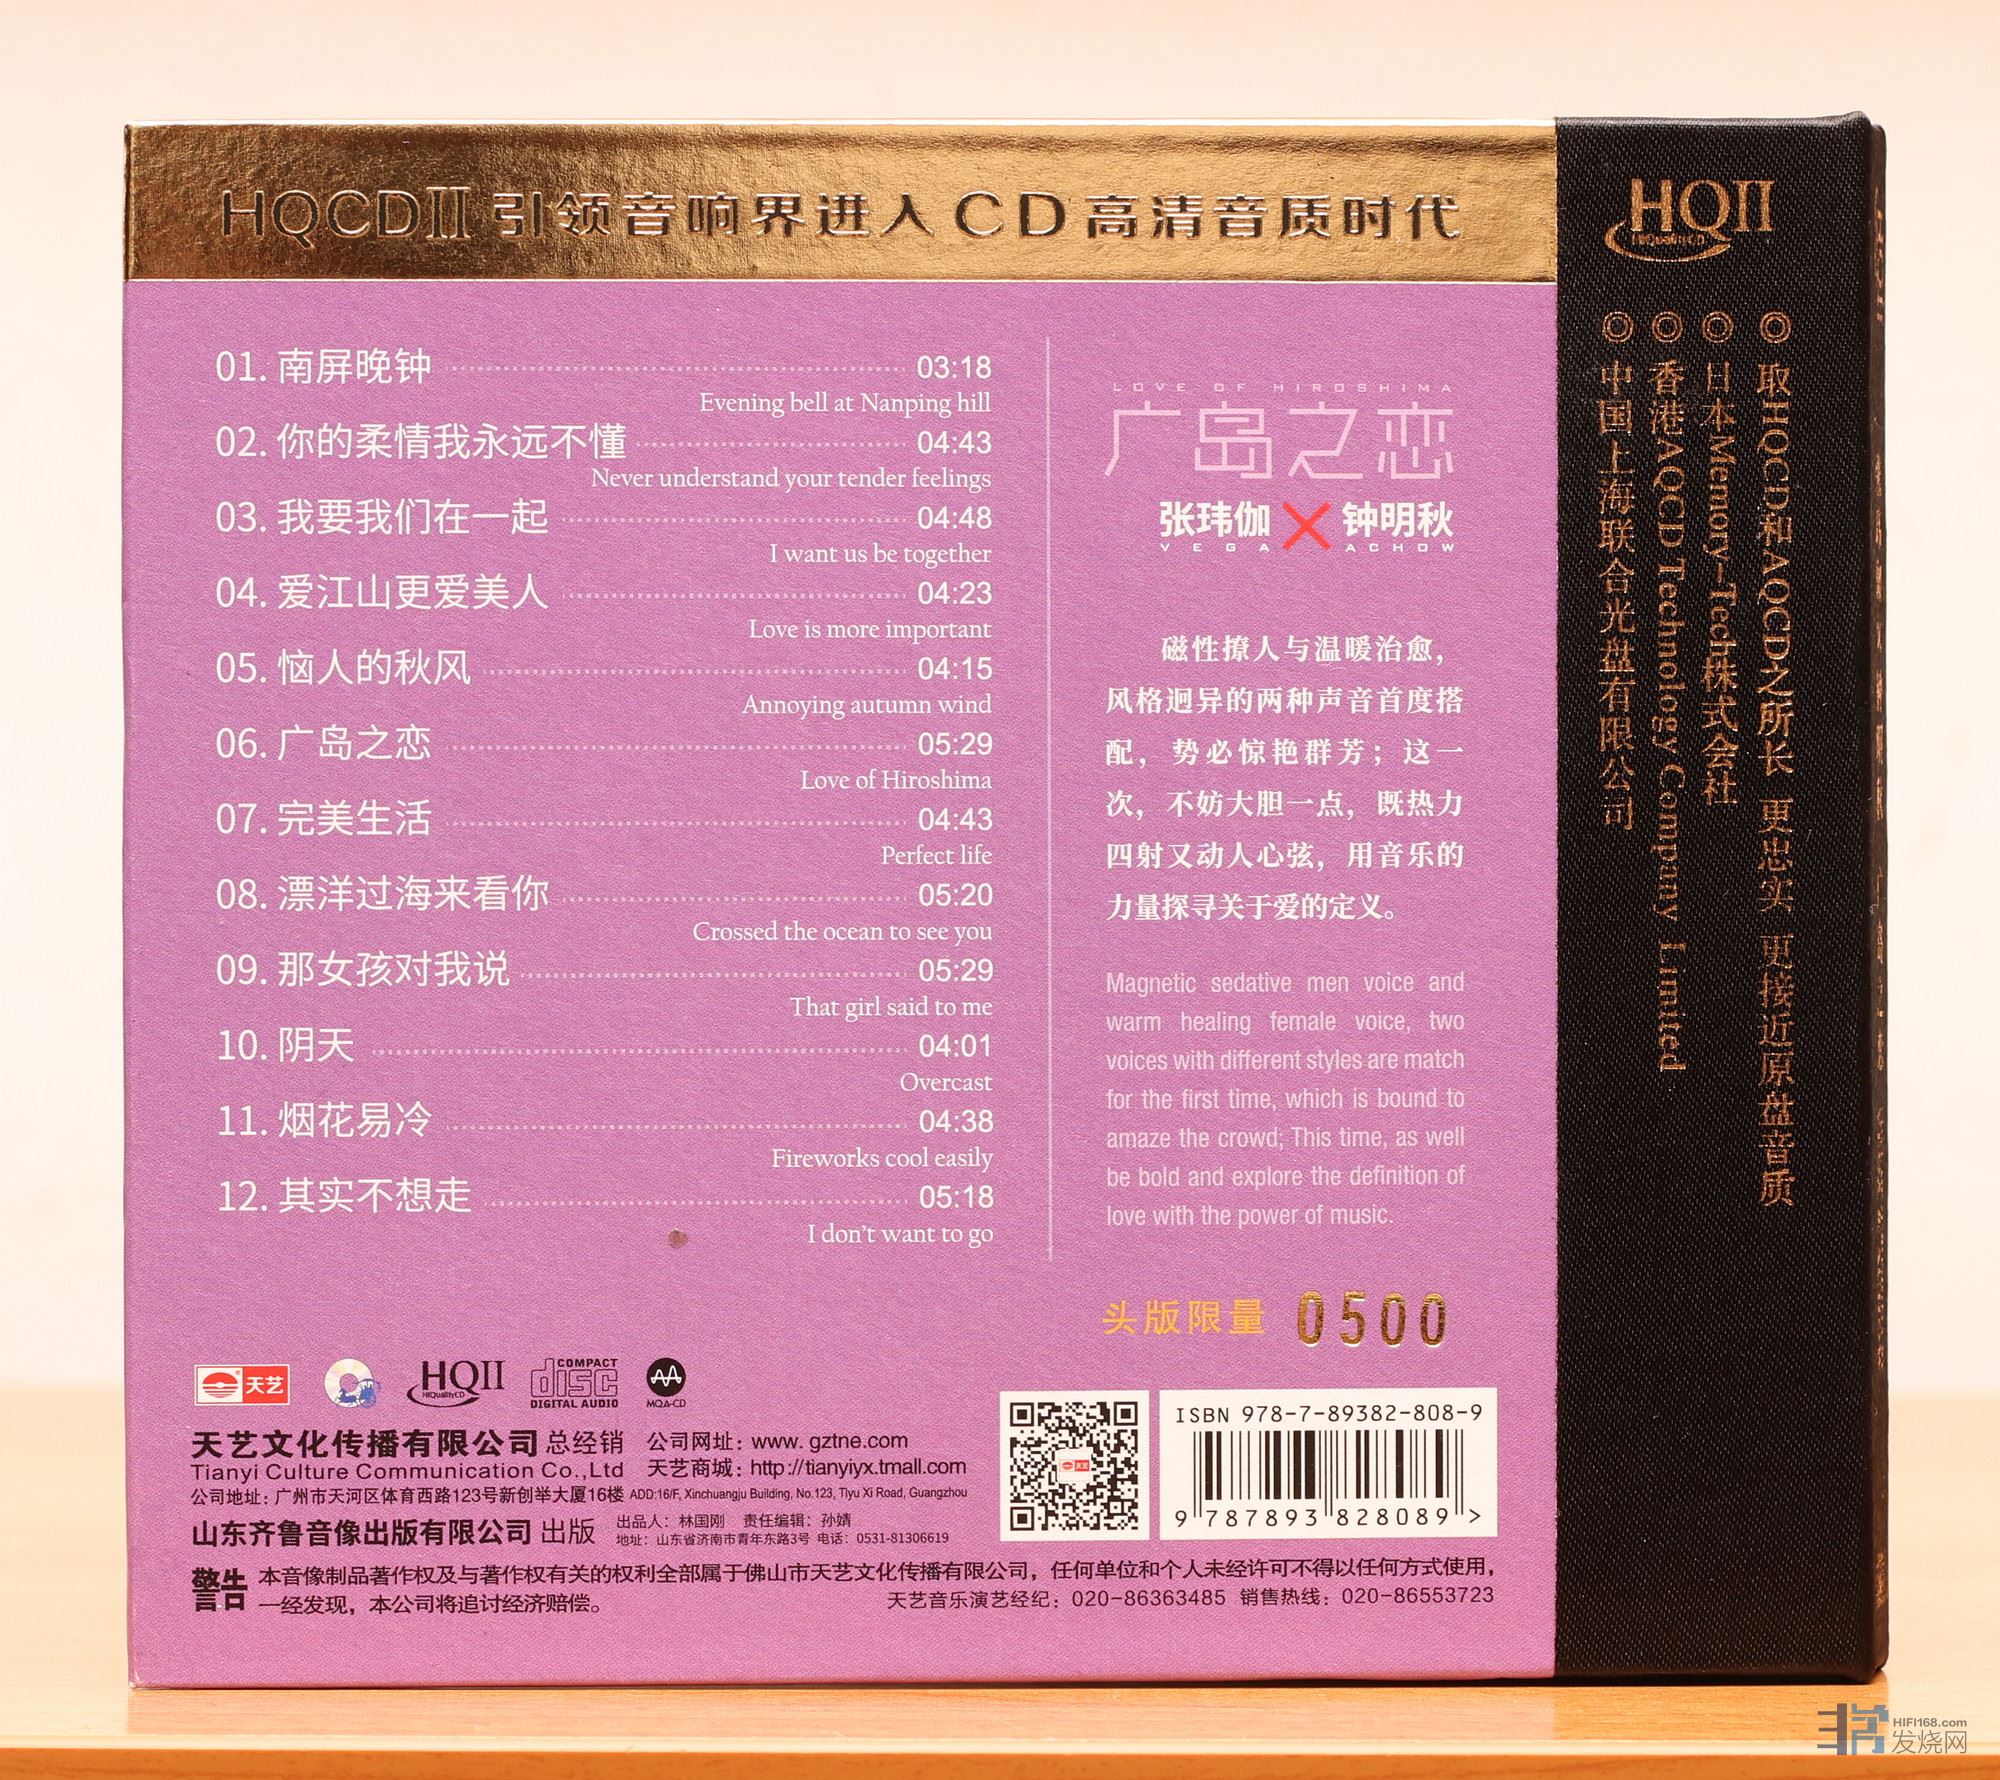 HQCDII 引领音响界进入CD高清音质时代
01. 南屏晚钟 03:18
Evening bell at Nanping hill
02. 你的柔情我永远不懂 04:43
Never understand your tender feelings
03. 我要我们在一起 04:48
I want us be together
04. 爱江山更爱美人 04:23
Love is more important
05. 恼人的秋风 04:15
Annoying autumn wind
06. 广岛之恋 05:29
Love of Hiroshima
07. 完美生活 04:43
Perfect life
08. 漂洋过海来看你 05:20
Crossed the ocean to see you
09. 那女孩对我说 05:29
That girl said to me
10. 阴天 04:01
Overcast
11. 烟花易冷 04:38
Fireworks cool easily
12. 其实不想走 05:18
I don't want to go
LOVE OF HIROSHIMA
广岛之恋
张玮伽 × 钟明秋
VEGA ACHOW
磁性撩人与温暖治愈，
风格迥异的两种声音首度搭
配，势必惊艳群芳；这一
次，不妨大胆一点，既热力
四射又动人心弦，用音乐的
力量探寻关于爱的定义。
Magnetic sedative men voice and
warm healing female voice, two
voices with different styles are match
for the first time, which is bound to
amaze the crowd; This time, as well
be bold and explore the definition of
love with the power of music.
头版限量 0500
天艺
HQII
HiQualityCD
COMPACT
disc
DIGITAL AUDIO
MQA-CD
天艺文化传播有限公司 总经销
Tianyi Culture Communication Co.,Ltd
公司网址：www. gztne.com
天艺商城：http://tianyiyx.tmall.com
公司地址：广州市天河区体育西路123号新创举大厦16楼 ADD:16/F, Xinchuangju Building, No.123, Tiyu Xi Road, Guangzhou
山东齐鲁音像出版有限公司 出版
出品人：林国刚 责任编辑：孙婧
地址：山东省济南市青年东路3号 电话：0531-81306619
天艺
ISBN 978-7-89382-808-9
9 787893 828089 >
警告 本音像制品著作权及与著作权有关的权利全部属于佛山市天艺文化传播有限公司，任何单位和个人未经许可不得以任何方式使用，
一经发现，本公司将追讨经济赔偿。
天艺音乐演艺经纪：020-86363485 销售热线：020-86553723
HQII
HiQualityCD
◎取HQCD和AQCD之所长 更忠实 更接近原盘音质
◎日本Memory-Tech株式会社
◎香港AQCD Technology Company Limited
◎中国上海联合光盘有限公司
HIFI168.com
发烧网